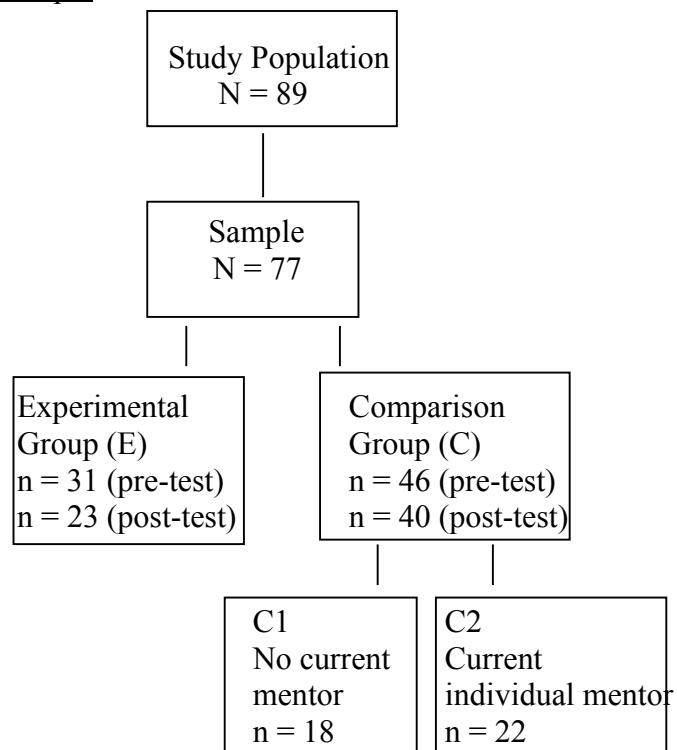 Study Population
N = 89
Sample
N = 77
Experimental
Group (E)
n = 31 (pre-test)
n = 23 (post-test)
Comparison
Group (C)
n = 46 (pre-test)
n = 40 (post-test)
C1
No current
mentor
n = 18
C2
Current
individual mentor
n = 22